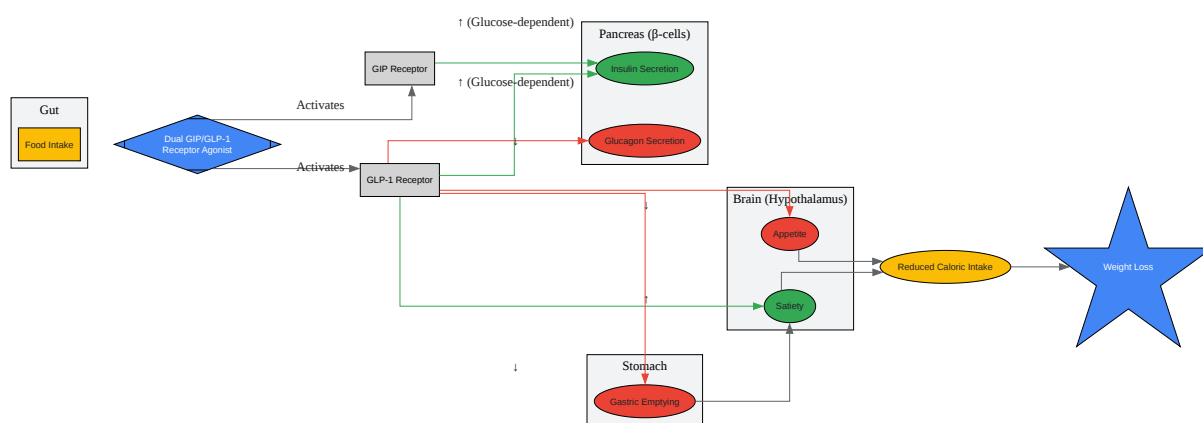 ↑ (Glucose-dependent)
Pancreas (β-cells)
GIP Receptor
Insulin Secretion
↑ (Glucose-dependent)
Gut
Activates
Food Intake
Dual GIP/GLP-1
Receptor Agonist
↓
Glucagon Secretion
Activates
GLP-1 Receptor
Brain (Hypothalamus)
↓
Appetite
Reduced Caloric Intake
Weight Loss
↑
Satiety
↓
Stomach
Gastric Emptying